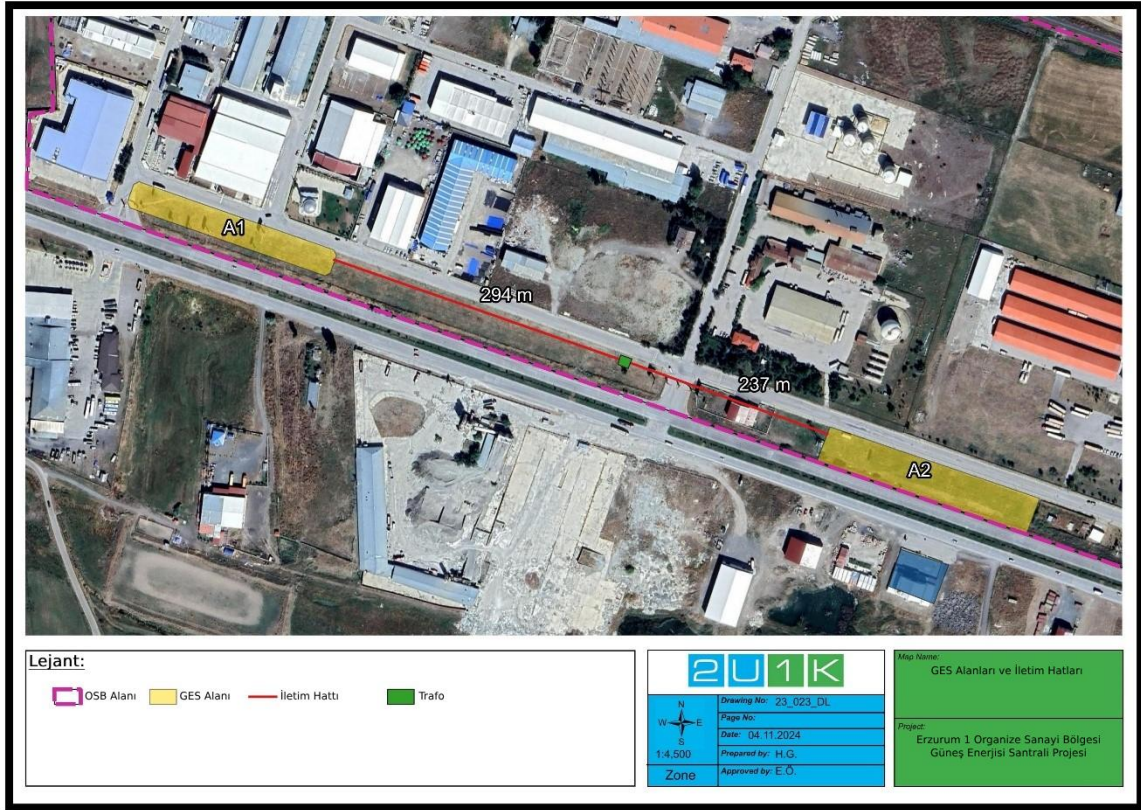 A1
294 m
237 m
A2
Lejant:
OSB Alanı
GES Alanı
İletim Hattı
Trafo
2U1K
N
W E
S
1:4,500
Zone
Drawing No: 23_023_DL
Page No:
Date: 04.11.2024
Prepared by: H.G.
Approved by: E.Ö.
Map Name:
GES Alanları ve İletim Hatları
Project:
Erzurum 1 Organize Sanayi Bölgesi
Güneş Enerjisi Santrali Projesi